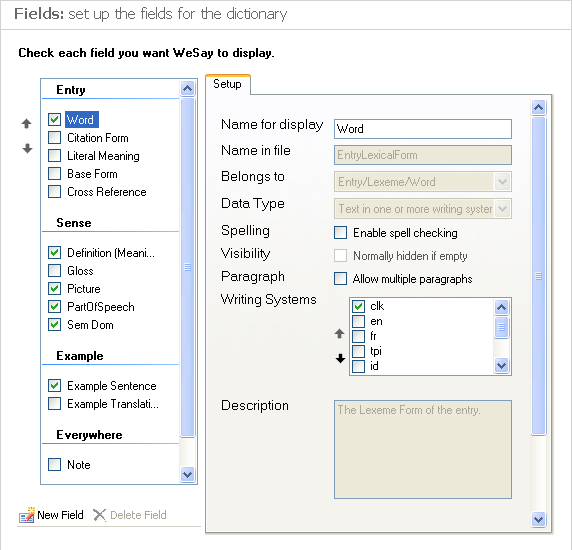 Fields: set up the fields for the dictionary
Check each field you want WeSay to display.
Entry
Word
Citation Form
Literal Meaning
Base Form
Cross Reference
Sense
Definition (Meani...
Gloss
Picture
PartOfSpeech
Sem Dom
Example
Example Sentence
Example Translati...
Everywhere
Note
New Field
Delete Field
Setup
Name for display
Word
Name in file
EntryLexicalForm
Belongs to
Entry/Lexeme/Word
Data Type
Text in one or more writing syster
Spelling
Enable spell checking
Visibility
Normally hidden if empty
Paragraph
Allow multiple paragraphs
Writing Systems
clk
en
fr
tpi
id
Description
The Lexeme Form of the entry.